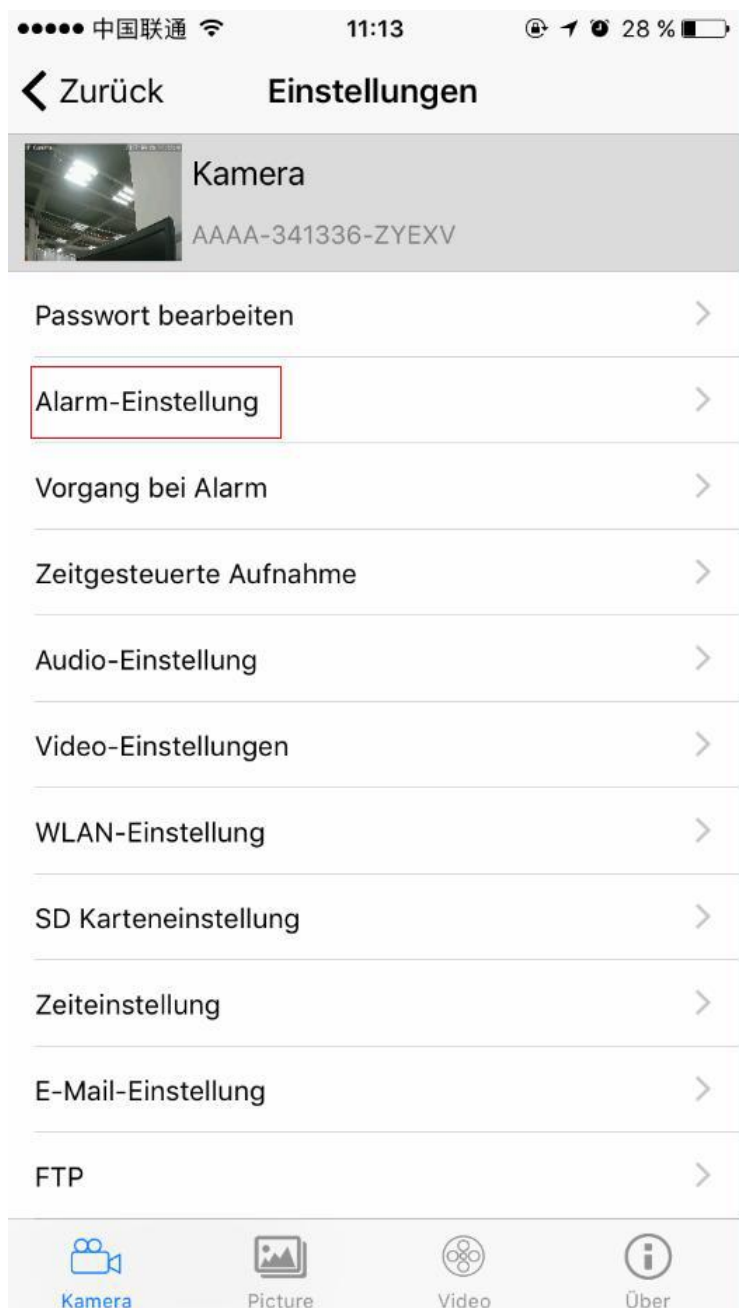 中国联通 11:13 28 %
Zurück Einstellungen
Kamera
AAAA-341336-ZYEXV
Passwort bearbeiten
Alarm-Einstellung
Vorgang bei Alarm
Zeitgesteuerte Aufnahme
Audio-Einstellung
Video-Einstellungen
WLAN-Einstellung
SD Karteneinstellung
Zeiteinstellung
E-Mail-Einstellung
FTP
Kamera Picture Video Über